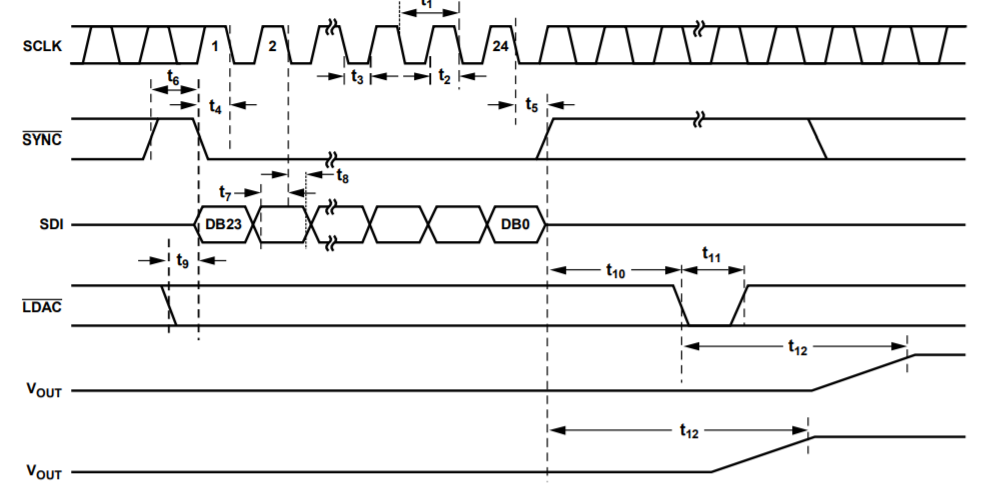 t1
SCLK 1 2 24
t3 t2
t6
t4 t5
SYNC
t8
t7
SDI DB23 DB0
t9 t10 t11
LDAC
t12
VOUT
t12
VOUT